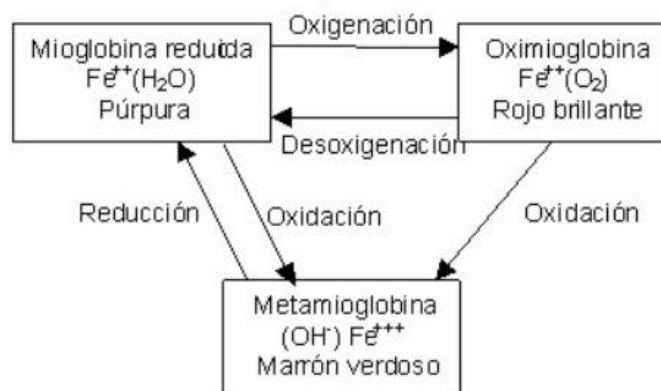 Oxigenación
Mioglobina reduida
Fe⁺⁺(H₂O)
Púrpura
Oximioglobina
Fe⁺⁺(O₂)
Rojo brillante
Desoxigenación
Reducción
Oxidación
Oxidación
Metamioglobina
(OH⁻) Fe⁺⁺⁺
Marrón verdoso